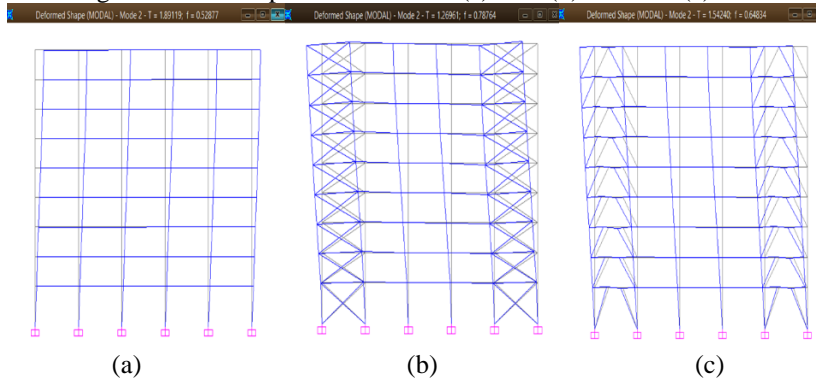 Deformed Shape (MODAL) - Mode 2 - T = 1.89119; f = 0.52877
Deformed Shape (MODAL) - Mode 2 - T = 1.26961; f = 0.78764
Deformed Shape (MODAL) - Mode 2 - T = 1.54240; f = 0.64834
(a)
(b)
(c)